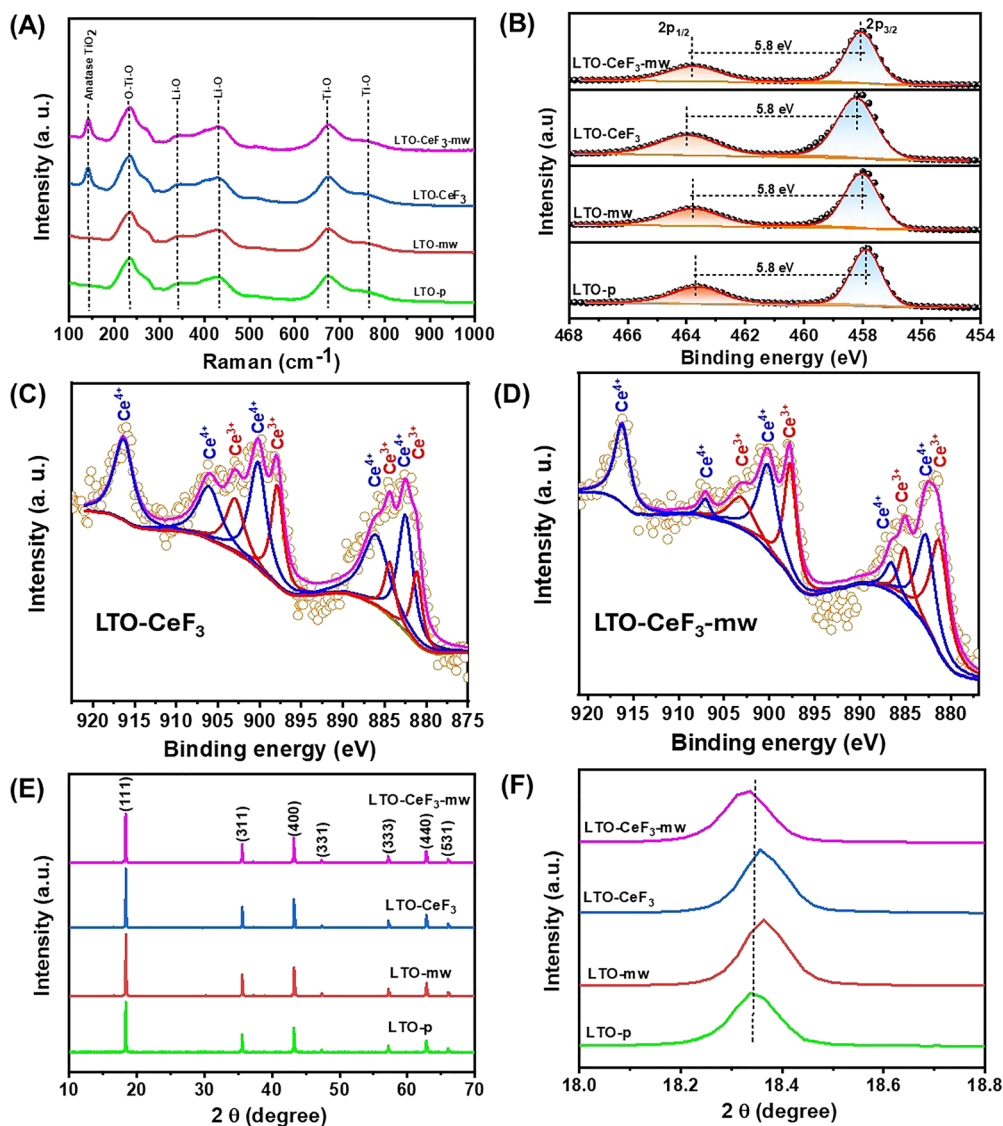 (A)
Intensity (a. u.)
Anatase TiO2
O-Ti-O
Li-O
Li-O
Ti-O
Ti-O
LTO-CeF3-mw
LTO-CeF3
LTO-mw
LTO-p
100 200 300 400 500 600 700 800 900 1000
Raman (cm-1)
(B)
Intensity (a.u)
2p1/2
2p3/2
5.8 eV
LTO-CeF3-mw
5.8 eV
LTO-CeF3
5.8 eV
LTO-mw
5.8 eV
LTO-p
468 466 464 462 460 458 456 454
Binding energy (eV)
(C)
Intensity (a. u.)
Ce4+
Ce4+
Ce3+
Ce4+
Ce3+
Ce4+
Ce3+
Ce4+
Ce3+
LTO-CeF3
920 915 910 905 900 895 890 885 880 875
Binding energy (eV)
(D)
Intensity (a. u.)
Ce4+
Ce4+
Ce3+
Ce4+
Ce3+
Ce4+
Ce3+
Ce4+
Ce3+
LTO-CeF3-mw
920 915 910 905 900 895 890 885 880
Binding energy (eV)
(E)
Intensity (a.u.)
(111)
(311)
(400)
(331)
(333)
(440)
(531)
LTO-CeF3-mw
LTO-CeF3
LTO-mw
LTO-p
10 20 30 40 50 60 70
2 θ (degree)
(F)
Intensity (a.u.)
LTO-CeF3-mw
LTO-CeF3
LTO-mw
LTO-p
18.0 18.2 18.4 18.6 18.8
2 θ (degree)